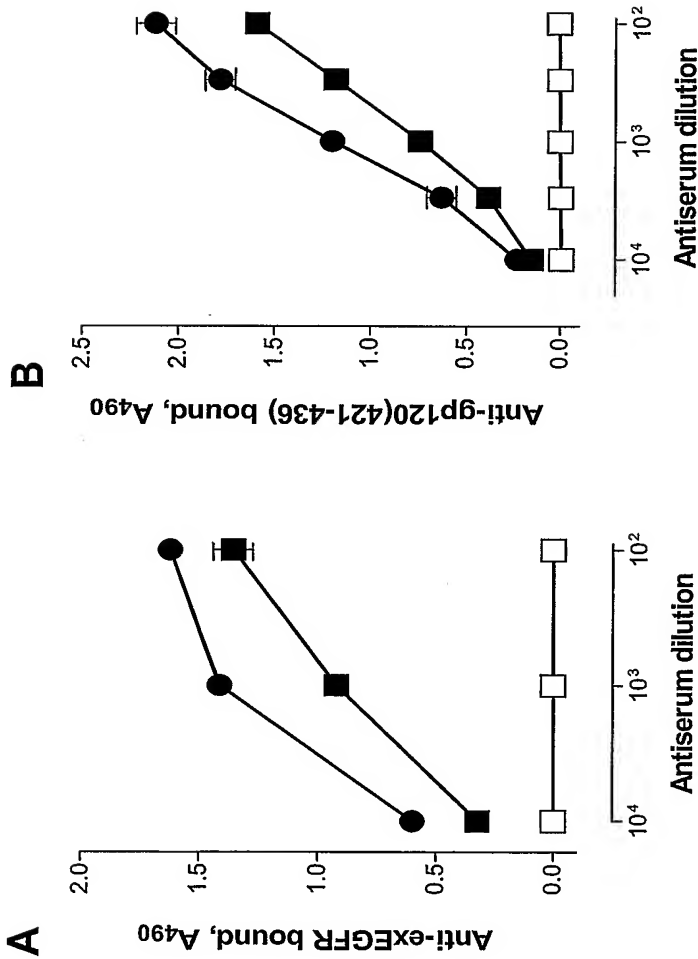 A
Anti-exEGFR bound, A490
2.0
1.5
1.0
0.5
0.0
10⁴
10³
10²
Antiserum dilution
B
Anti-gp120(421-436) bound, A490
2.5
2.0
1.5
1.0
0.5
0.0
10⁴
10³
10²
Antiserum dilution